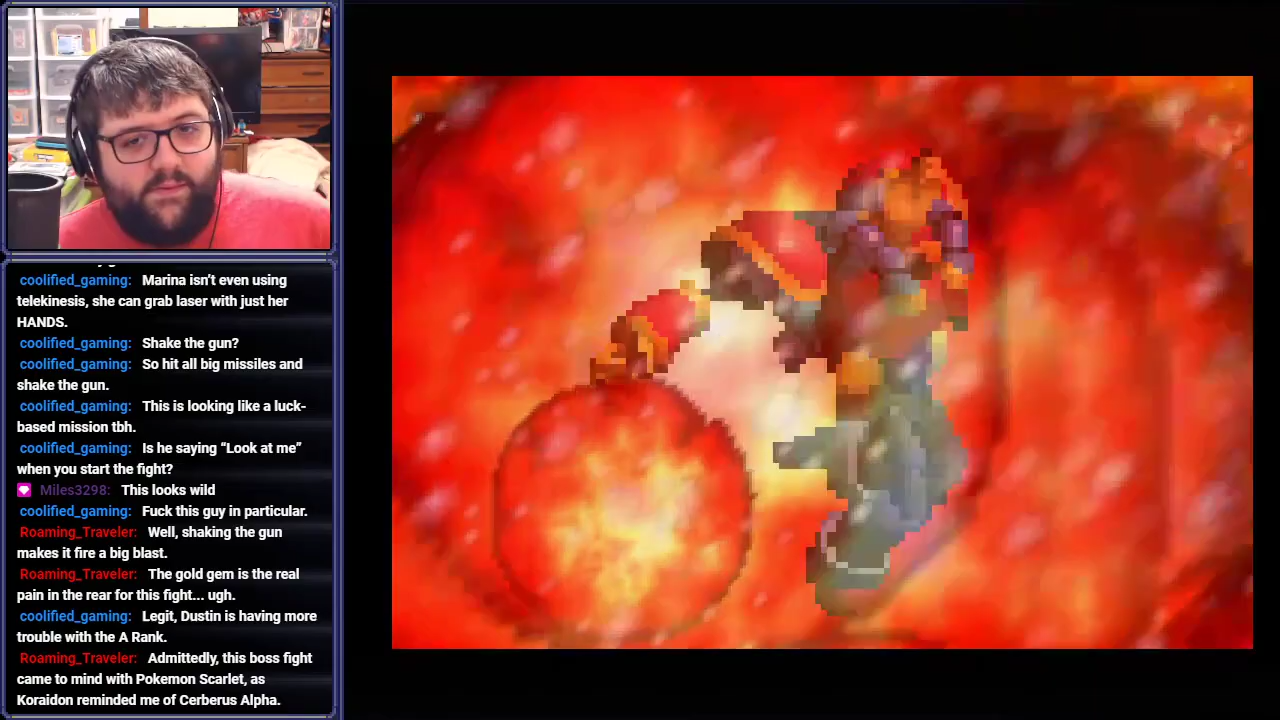 coolified_gaming: Marina isn’t even using
telekinesis, she can grab laser with just her
HANDS.
coolified_gaming: Shake the gun?
coolified_gaming: So hit all big missiles and
shake the gun.
coolified_gaming: This is looking like a luck-
based mission tbh.
coolified_gaming: Is he saying “Look at me”
when you start the fight?
Miles3298: This looks wild
coolified_gaming: Fuck this guy in particular.
Roaming_Traveler: Well, shaking the gun
makes it fire a big blast.
Roaming_Traveler: The gold gem is the real
pain in the rear for this fight... ugh.
coolified_gaming: Legit, Dustin is having more
trouble with the A Rank.
Roaming_Traveler: Admittedly, this boss fight
came to mind with Pokemon Scarlet, as
Koraidon reminded me of Cerberus Alpha.